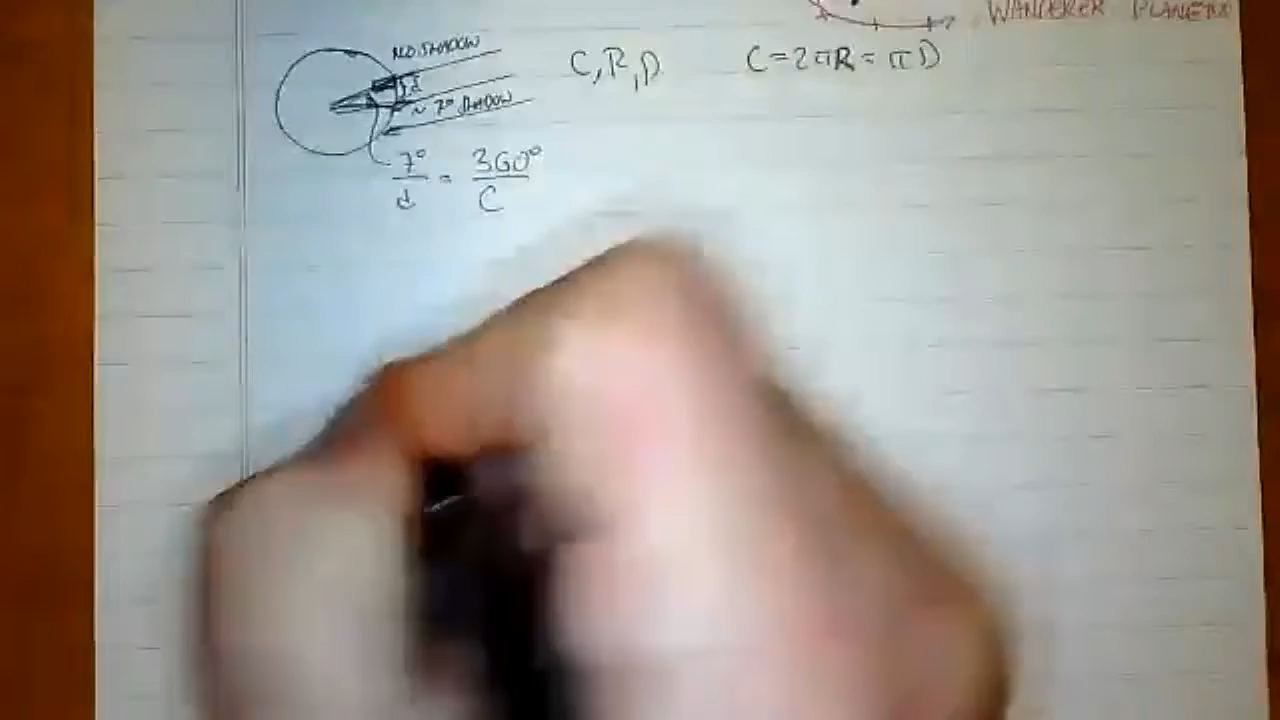 WANDERER PLANETS
NO SHADOW
d
~ 7° SHADOW
C, R, D
C = 2πR = πD
7°/d = 360°/C